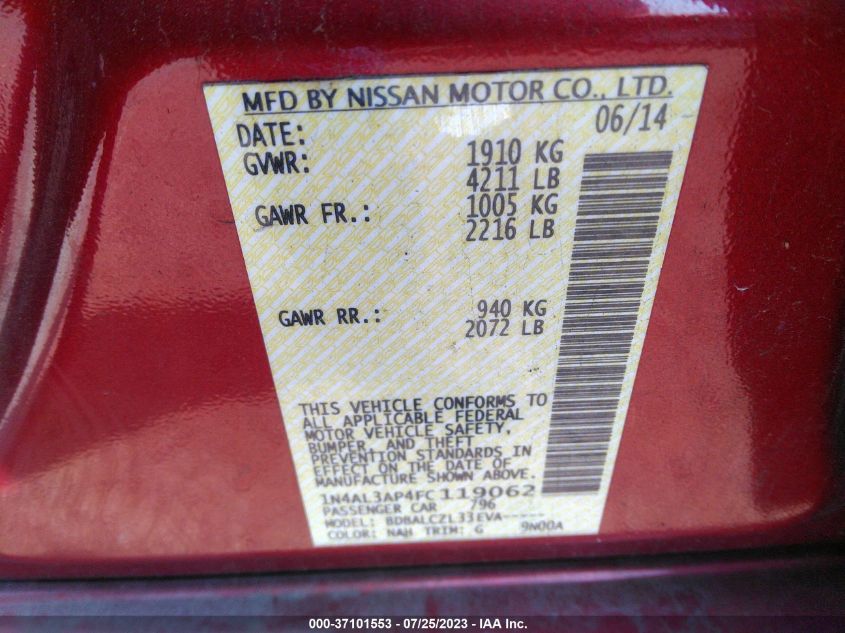 MFD BY NISSAN MOTOR CO., LTD.
DATE: 06/14
GVWR: 1910 KG
4211 LB
GAWR FR.: 1005 KG
2216 LB
GAWR RR.: 940 KG
2072 LB
THIS VEHICLE CONFORMS TO
ALL APPLICABLE FEDERAL
MOTOR VEHICLE SAFETY,
BUMPER, AND THEFT
PREVENTION STANDARDS IN
EFFECT ON THE DATE OF
MANUFACTURE SHOWN ABOVE
1N4AL3AP4FC119062
PASSENGER CAR 796
MODEL: BDBALCZL33EVA-----
COLOR: NAH TRIM: G 9N00A
000-37101553 - 07/25/2023 - IAA Inc.